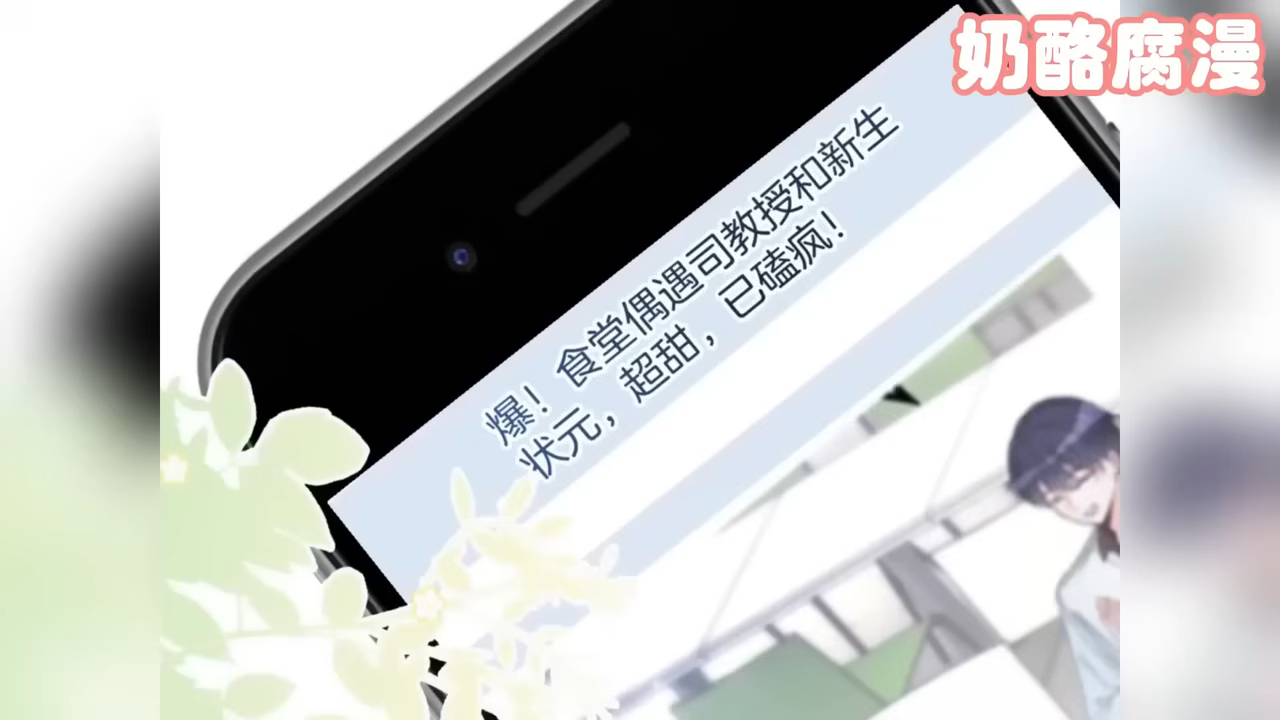 奶酪腐漫
爆！食堂偶遇司教授和新生
状元，超甜，已磕疯！